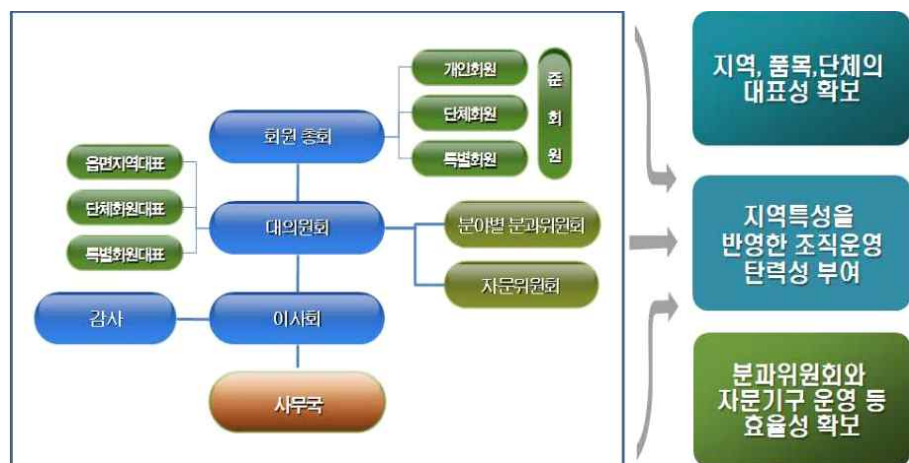 개인회원
단체회원
특별회원
준
회
원
회원 총회
읍면지역대표
단체회원대표
특별회원대표
대의원회
분야별 분과위원회
자문위원회
감사
이사회
사무국
지역, 품목,단체의
대표성 확보
지역특성을
반영한 조직운영
탄력성 부여
분과위원회와
자문기구 운영 등
효율성 확보